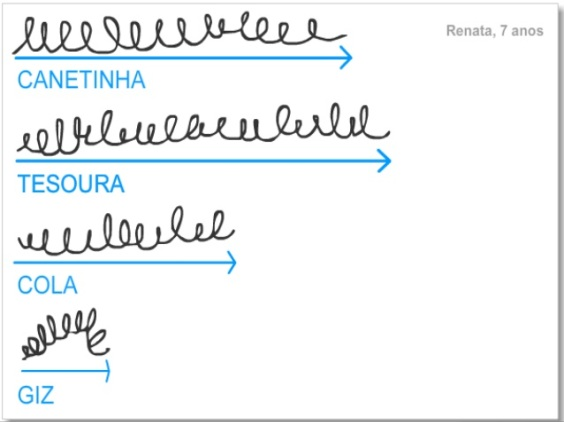 Renata, 7 anos
CANETINHA
TESOURA
COLA
GIZ